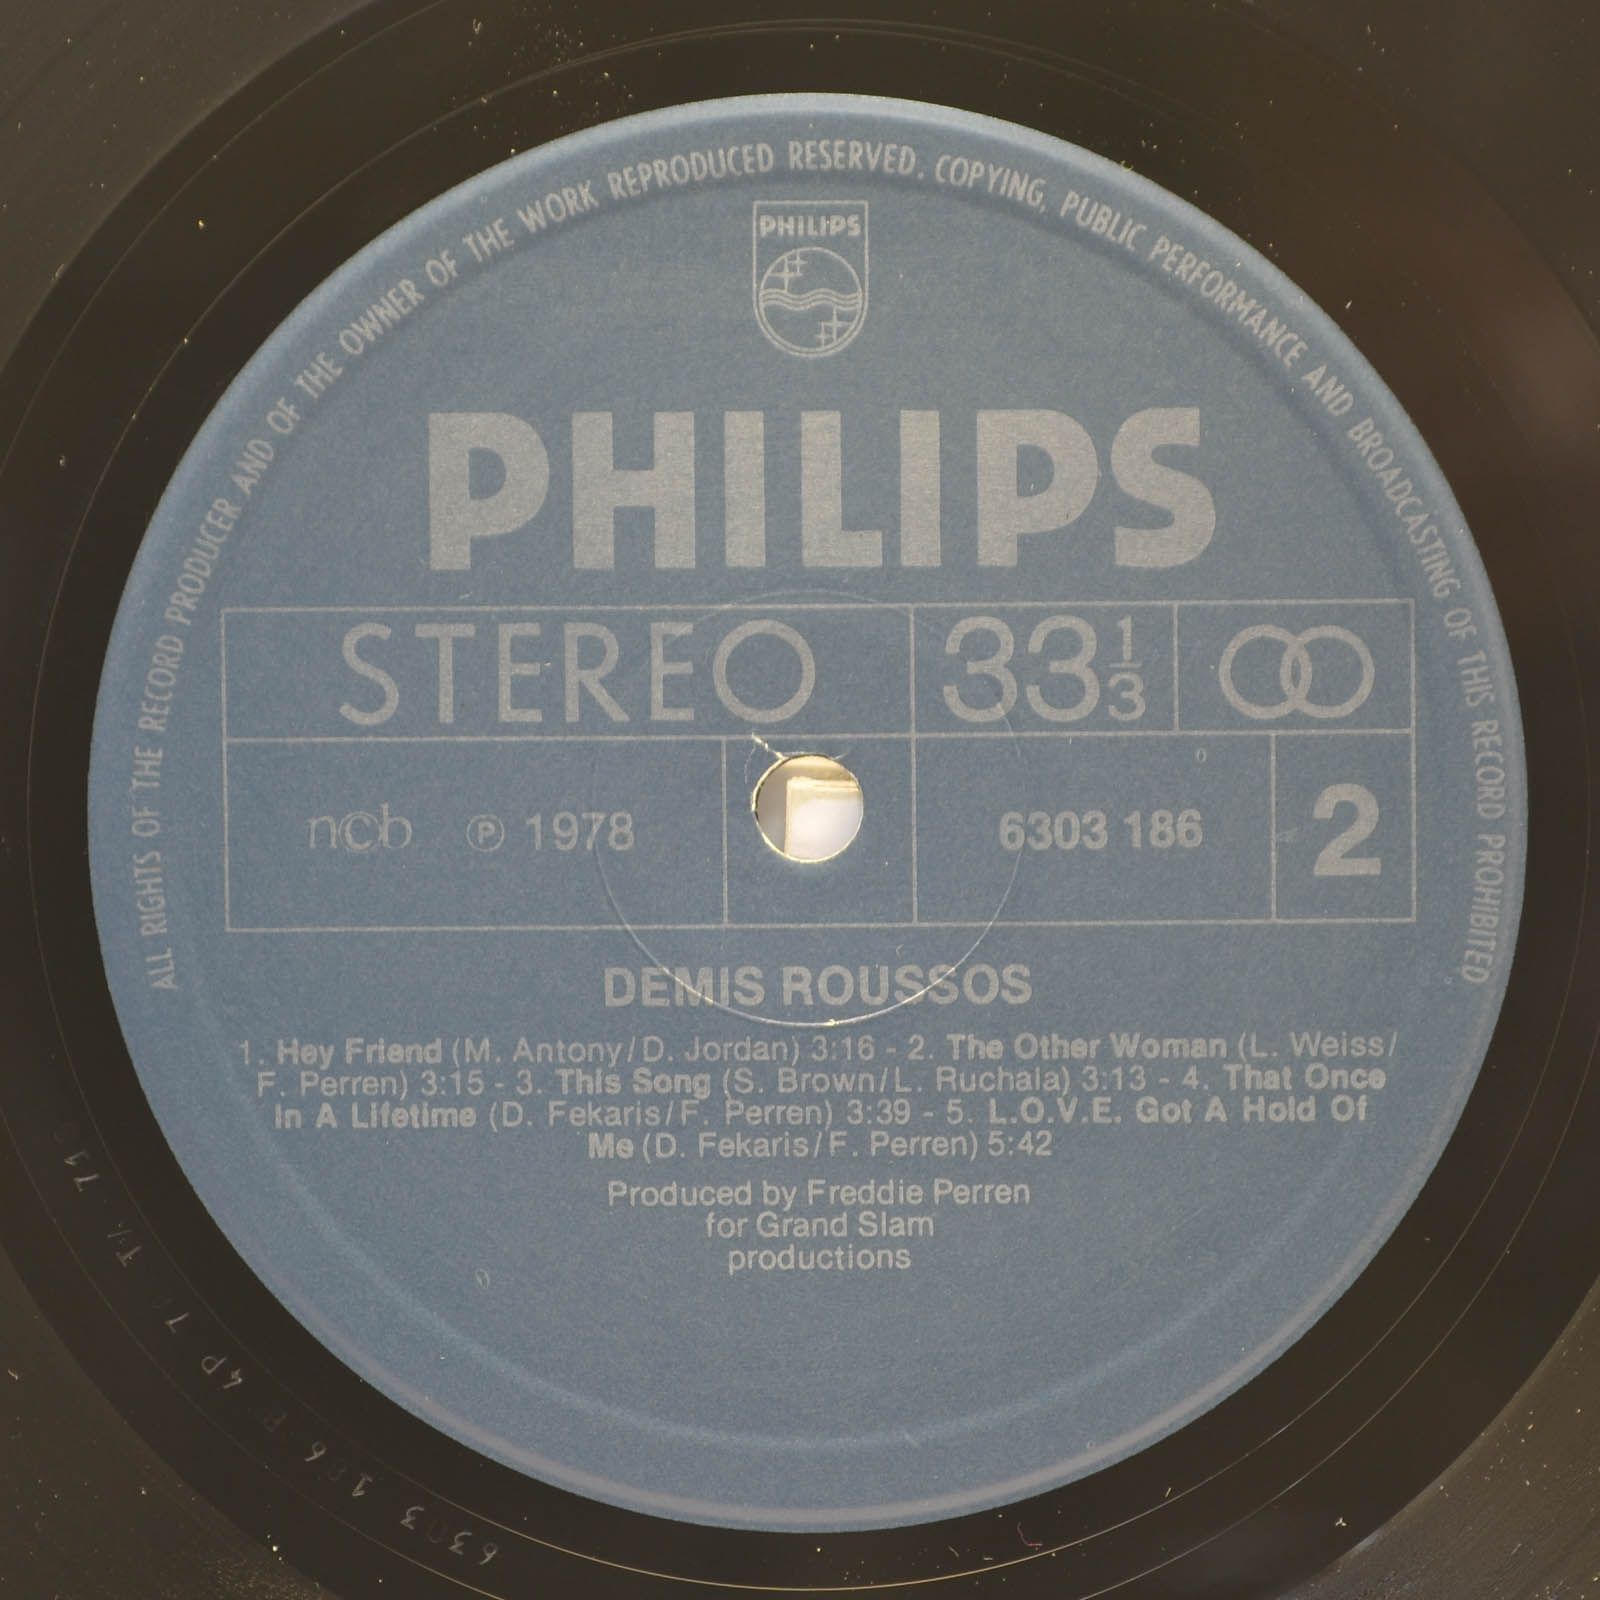 ALL RIGHTS OF THE RECORD PRODUCER AND OF THE OWNER OF THE WORK REPRODUCED RESERVED. COPYING, PUBLIC PERFORMANCE AND BROADCASTING OF THIS RECORD PROHIBITED
PHILIPS
PHILIPS
STEREO 33 1/3
ncb ℗ 1978 6303 186 2
DEMIS ROUSSOS
1. Hey Friend (M. Antony/D. Jordan) 3:16 - 2. The Other Woman (L. Weiss/
F. Perren) 3:15 - 3. This Song (S. Brown/L. Ruchala) 3:13 - 4. That Once
In A Lifetime (D. Fekaris/F. Perren) 3:39 - 5. L.O.V.E. Got A Hold Of
Me (D. Fekaris/F. Perren) 5:42
Produced by Freddie Perren
for Grand Slam
productions
6303 186